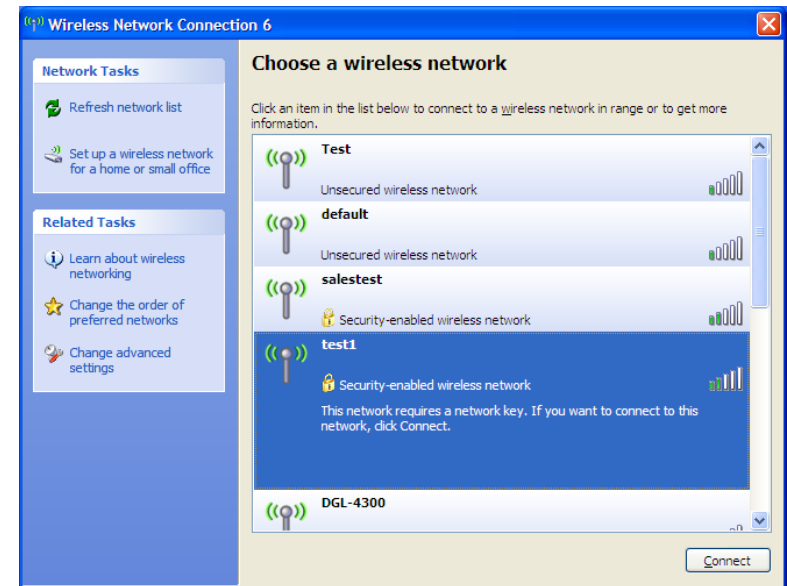 Wireless Network Connection 6
Network Tasks
Refresh network list
Set up a wireless network
for a home or small office
Related Tasks
Learn about wireless
networking
Change the order of
preferred networks
Change advanced
settings
Choose a wireless network
Click an item in the list below to connect to a wireless network in range or to get more
information.
Test
Unsecured wireless network
default
Unsecured wireless network
salestest
Security-enabled wireless network
test1
Security-enabled wireless network
This network requires a network key. If you want to connect to this
network, click Connect.
DGL-4300
Connect